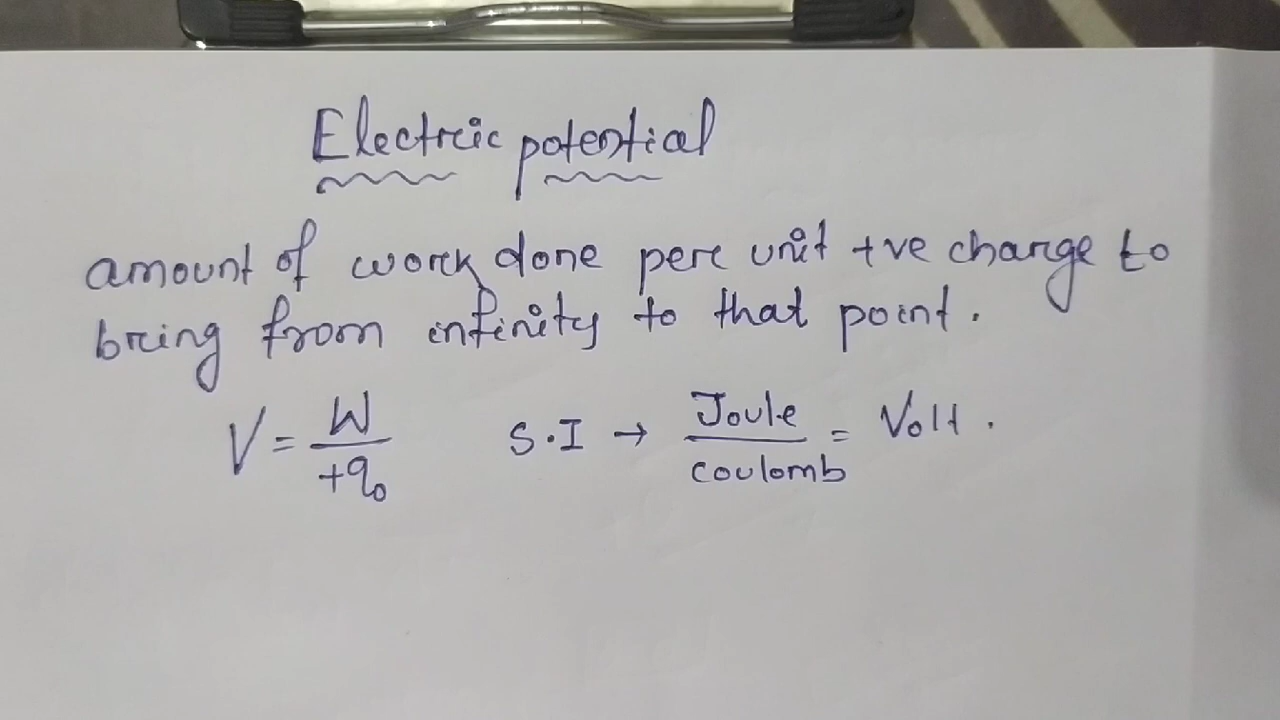 Electric potential
amount of work done per unit +ve charge to
bring from infinity to that point.
V = W / +q₀ S.I → Joule / coulomb = Volt.